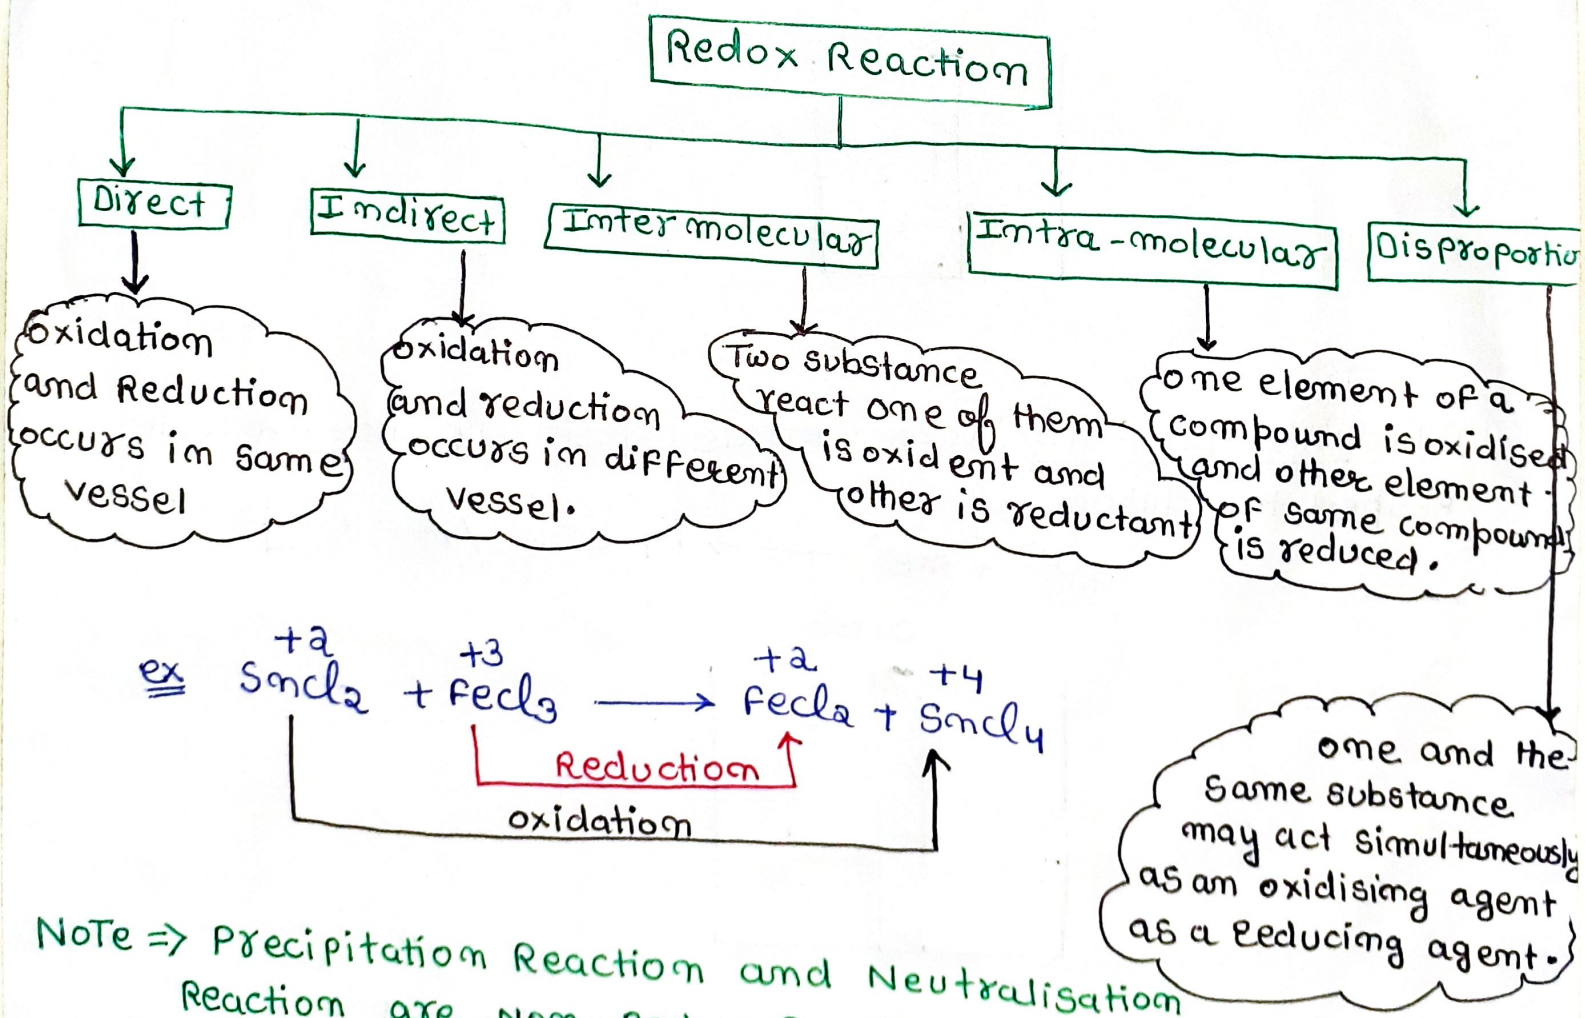 Redox Reaction
Direct
Indirect
Inter molecular
Intra-molecular
Disproportio
oxidation
and Reduction
occurs in same
vessel
oxidation
and reduction
occurs in different
vessel.
Two substance
react one of them
is oxident and
other is reductant
one element of a
compound is oxidised
and other element
of same compound
is reduced.
+2 +3 +2 +4
ex Sncl2 + Fecl3 → Fecl2 + Sncl4
Reduction
oxidation
one and the
same substance
may act simultaneously
as an oxidising agent
as a reducing agent.
NoTe ⇒ Precipitation Reaction and Neutralisation
Reaction are Non